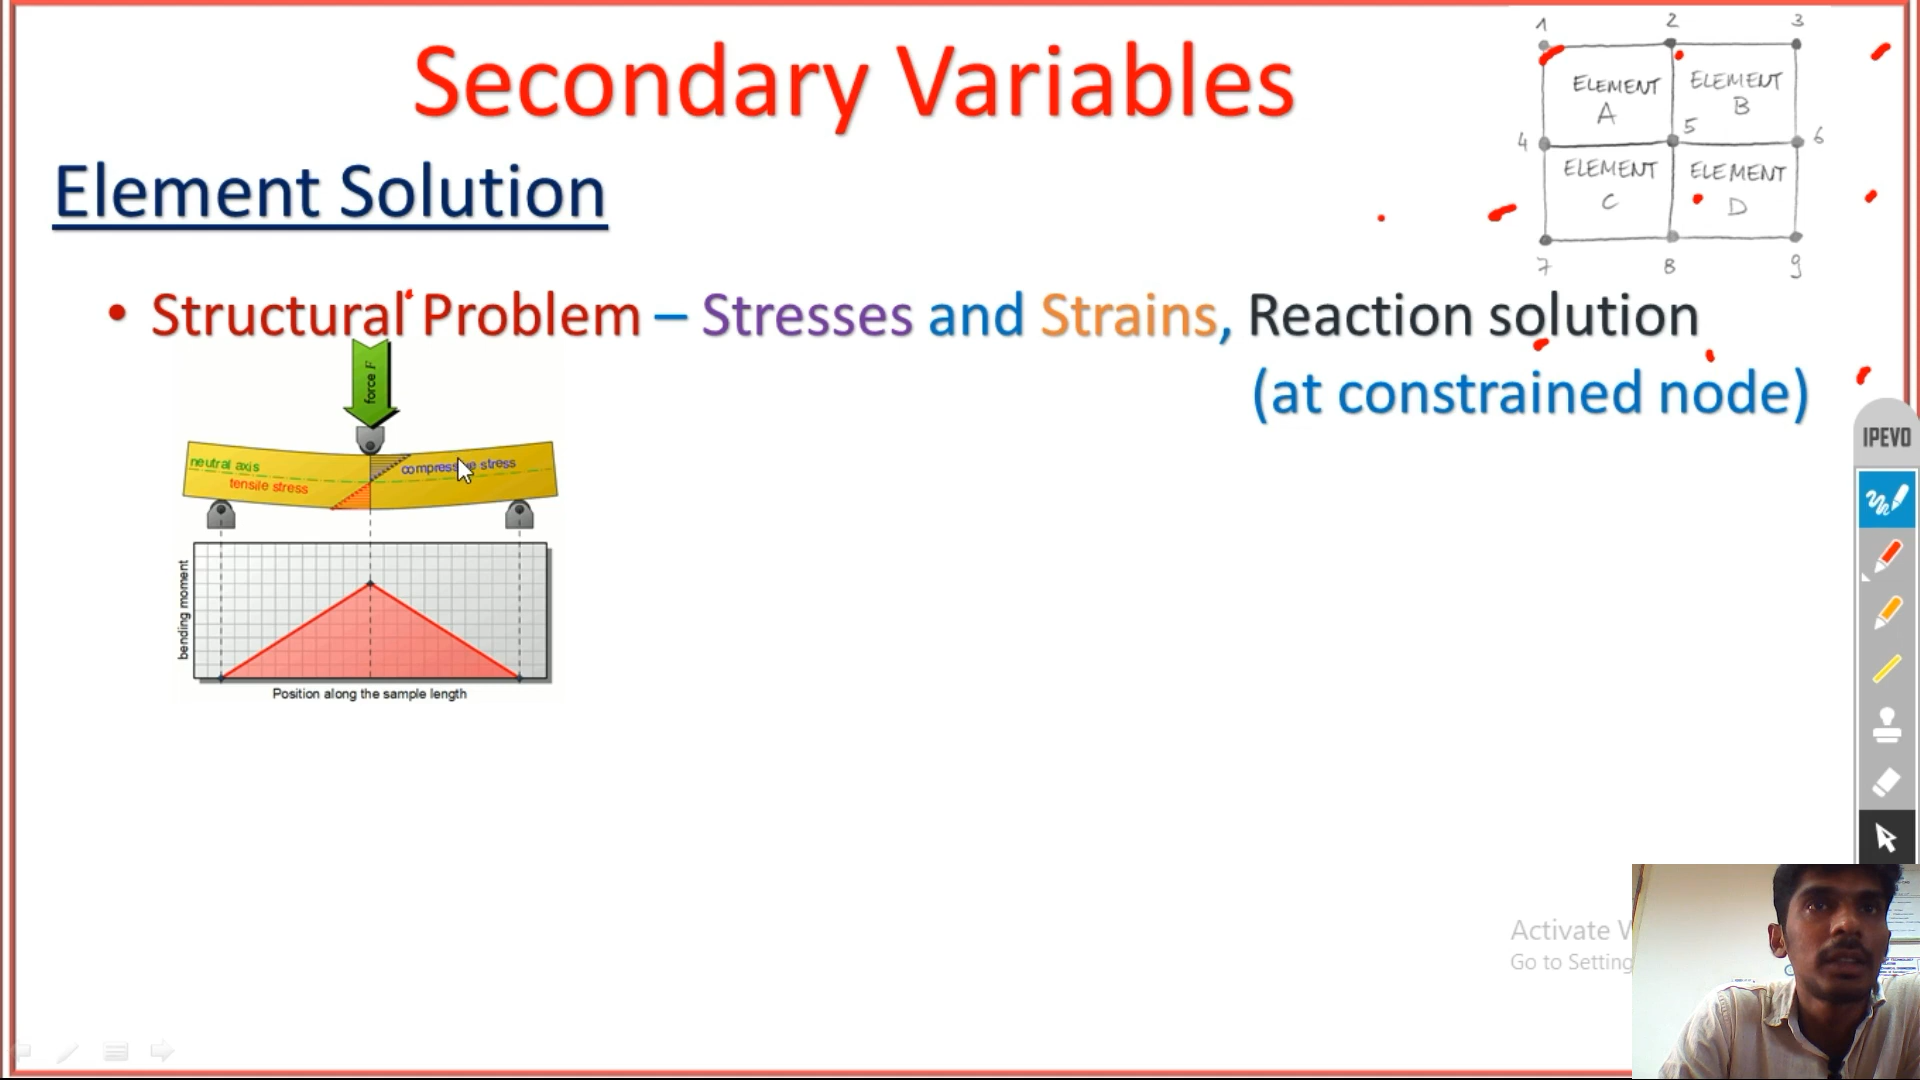 Secondary Variables
1 2 3
ELEMENT A
ELEMENT B
4 5 6
ELEMENT C
ELEMENT D
7 8 9
Element Solution
• Structural Problem – Stresses and Strains, Reaction solution
(at constrained node)
force F
neutral axis
tensile stress
compressive stress
bending moment
Position along the sample length
IPEVO
Activate
Go to Setting